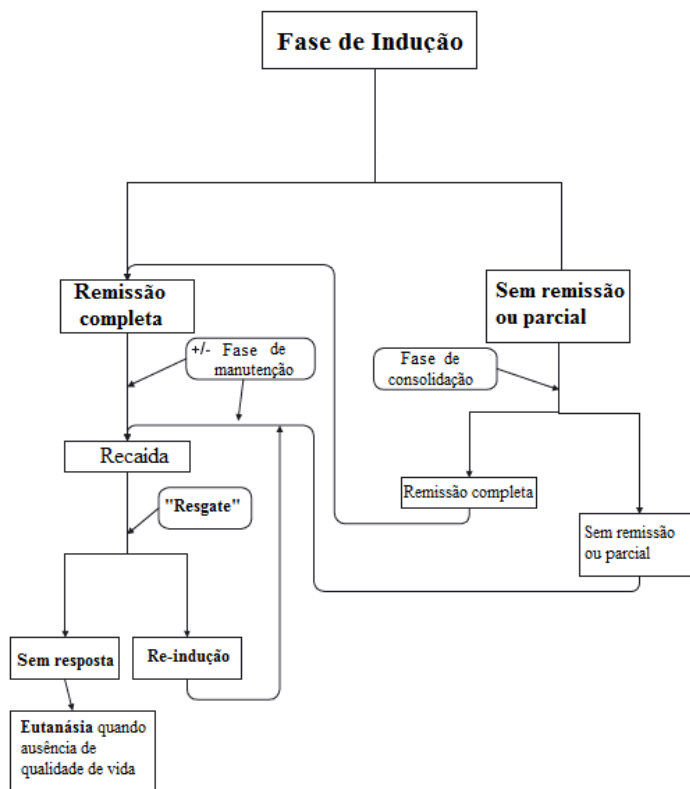 Fase de Indução
Remissão
completa
Sem remissão
ou parcial
+/- Fase de
manutenção
Fase de
consolidação
Recaida
Remissão completa
"Resgate"
Sem remissão
ou parcial
Sem resposta
Re-indução
Eutanásia quando
ausência de
qualidade de vida